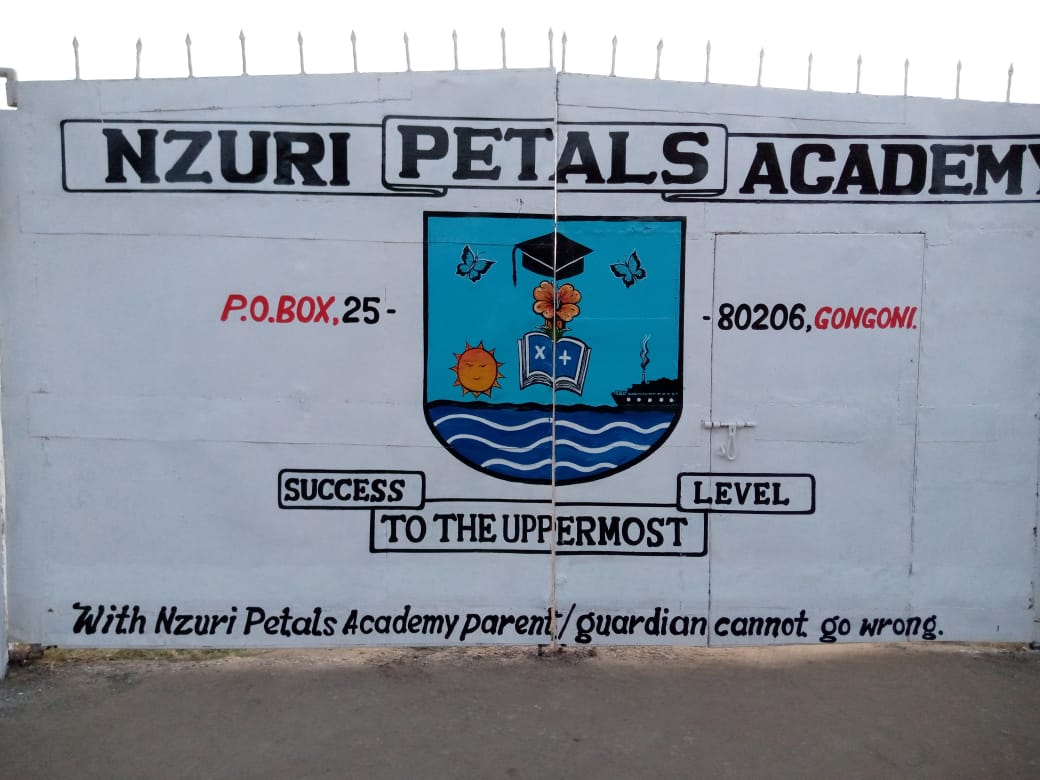 NZURI PETALS ACADEMY
P.O.BOX, 25 - - 80206, GONGONI.
X +
SUCCESS LEVEL
TO THE UPPERMOST
With Nzuri Petals Academy parent/guardian cannot go wrong.